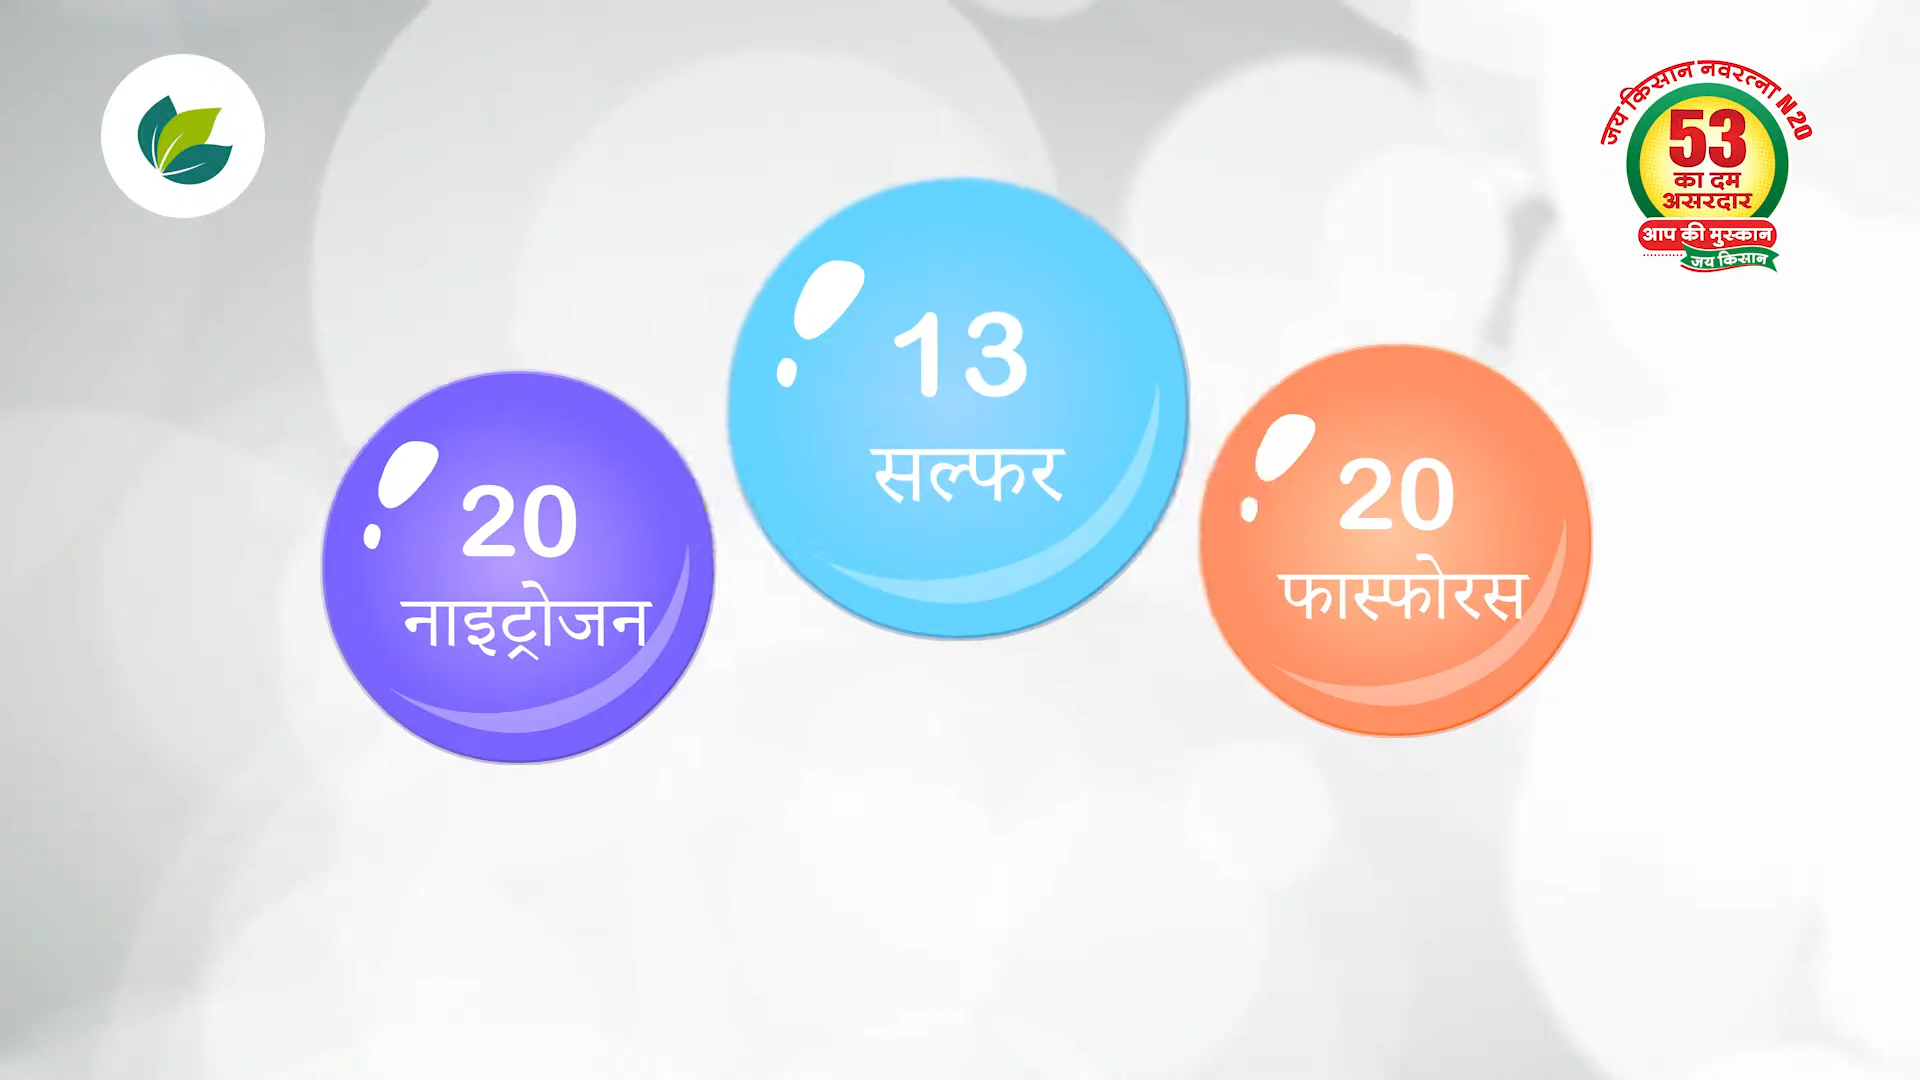 जय किसान नवरत्ना N20
53
का दम
असरदार
आप की मुस्कान
जय किसान
13
सल्फर
20
नाइट्रोजन
20
फास्फोरस